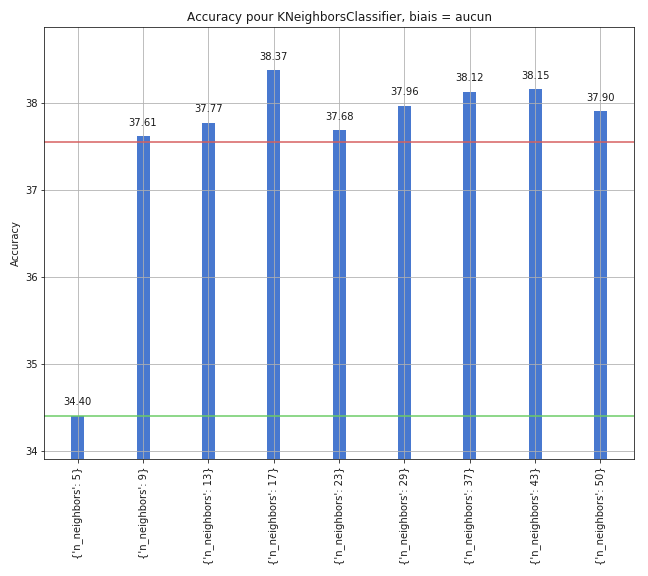 Accuracy pour KNeighborsClassifier, biais = aucun
38.37
38.15
38.12
37.96
37.90
37.77
37.68
37.61
34.40
38
37
36
35
34
Accuracy
{'n_neighbors': 5}
{'n_neighbors': 9}
{'n_neighbors': 13}
{'n_neighbors': 17}
{'n_neighbors': 23}
{'n_neighbors': 29}
{'n_neighbors': 37}
{'n_neighbors': 43}
{'n_neighbors': 50}